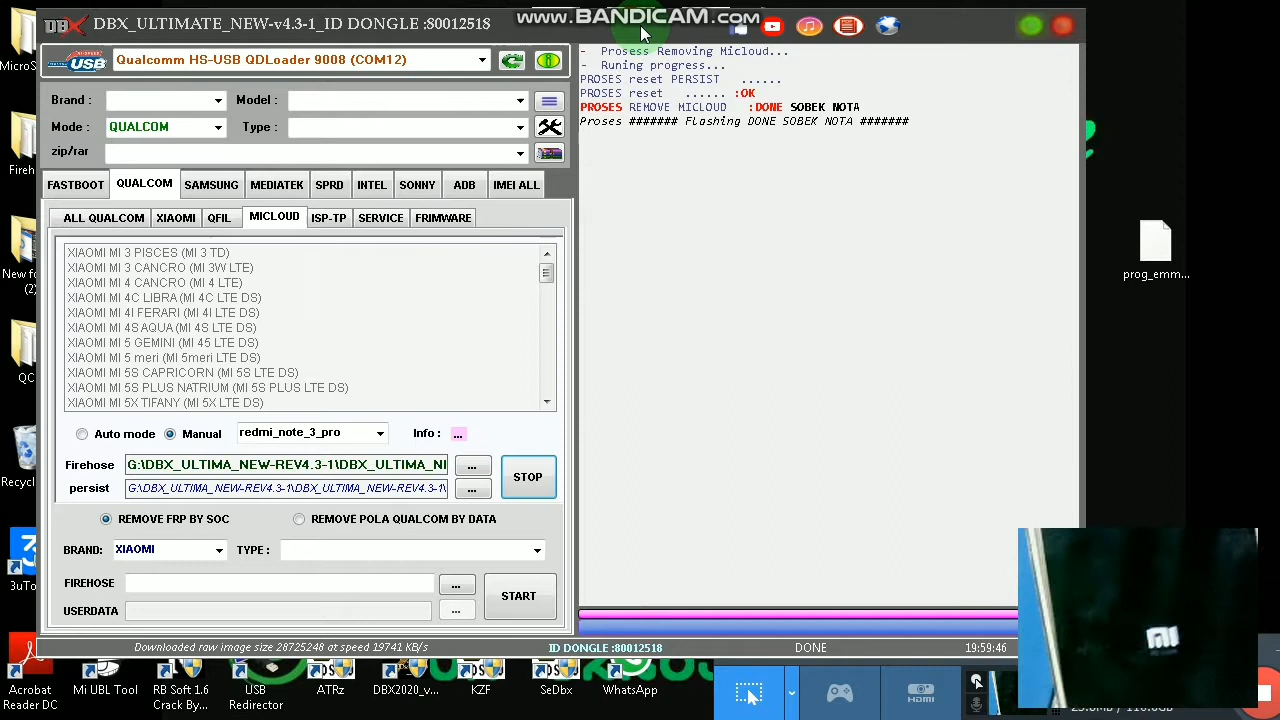 www.BANDICAM.com
DBX_ULTIMATE_NEW-v4.3-1_ID DONGLE :80012518
Qualcomm HS-USB QDLoader 9008 (COM12)
Brand : Model :
Mode : QUALCOM Type :
zip/rar
FASTBOOT QUALCOM SAMSUNG MEDIATEK SPRD INTEL SONNY ADB IMEI ALL
ALL QUALCOM XIAOMI QFIL MICLOUD ISP-TP SERVICE FRIMWARE
XIAOMI MI 3 PISCES (MI 3 TD)
XIAOMI MI 3 CANCRO (MI 3W LTE)
XIAOMI MI 4 CANCRO (MI 4 LTE)
XIAOMI MI 4C LIBRA (MI 4C LTE DS)
XIAOMI MI 4I FERARI (MI 4I LTE DS)
XIAOMI MI 4S AQUA (MI 4S LTE DS)
XIAOMI MI 5 GEMINI (MI 45 LTE DS)
XIAOMI MI 5 meri (MI 5meri LTE DS)
XIAOMI MI 5S CAPRICORN (MI 5S LTE DS)
XIAOMI MI 5S PLUS NATRIUM (MI 5S PLUS LTE DS)
XIAOMI MI 5X TIFANY (MI 5X LTE DS)
Auto mode Manual redmi_note_3_pro Info : ...
Firehose G:\DBX_ULTIMA_NEW-REV4.3-1\DBX_ULTIMA_NI ...
persist G:\DBX_ULTIMA_NEW-REV4.3-1\DBX_ULTIMA_NEW-REV4.3-1\ ...
STOP
REMOVE FRP BY SOC REMOVE POLA QUALCOM BY DATA
BRAND: XIAOMI TYPE :
FIREHOSE ...
USERDATA ...
START
- Prosess Removing Micloud...
- Runing progress...
PROSES reset PERSIST ......
PROSES reset ...... :OK
PROSES REMOVE MICLOUD :DONE SOBEK NOTA
Proses ####### Flashing DONE SOBEK NOTA #######
Downloaded raw image size 28725248 at speed 19741 KB/s ID DONGLE :80012518 DONE 19:59:46
prog_emm...
MicroS
Fireh
New fo
(2)
QC
Recycl
3uTo
Acrobat
Reader DC
Mi UBL Tool
RB Soft 1.6
Crack By...
USB
Redirect...
ATRz
DBX2020_v...
KZF
SeDbx
WhatsApp
HDMI
mi